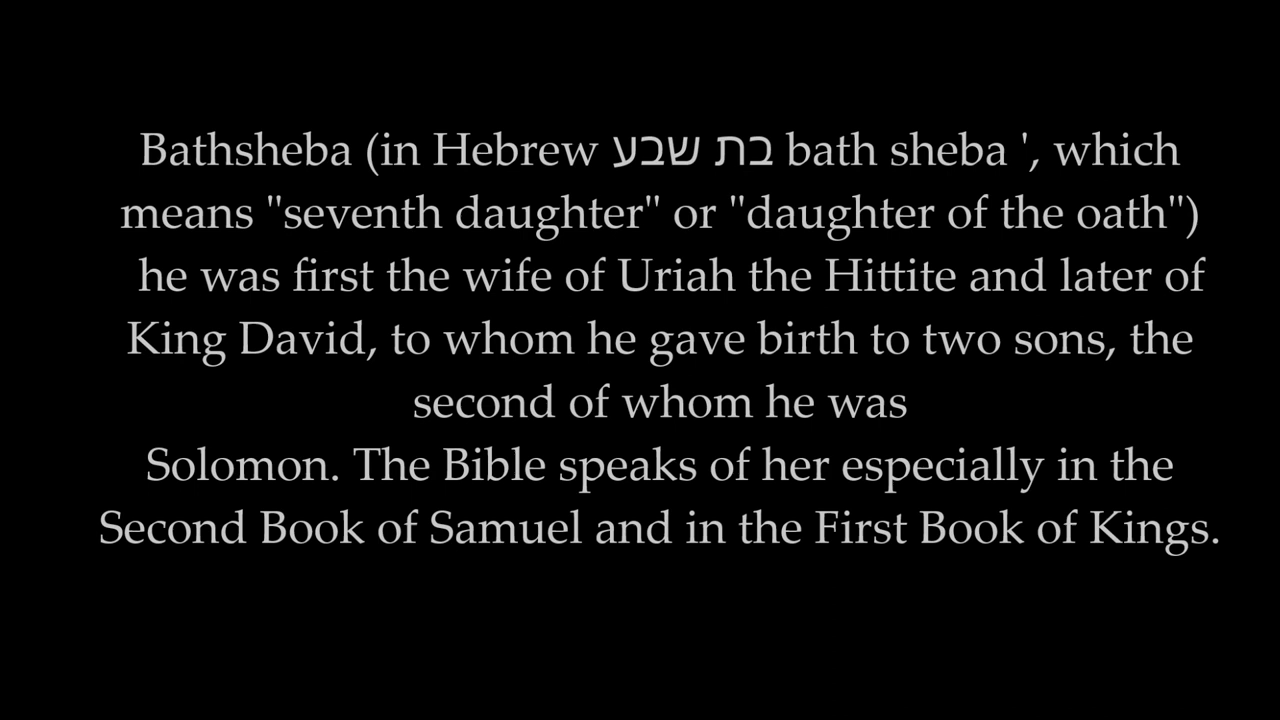 Bathsheba (in Hebrew בת שבע bath sheba ', which
means "seventh daughter" or "daughter of the oath")
he was first the wife of Uriah the Hittite and later of
King David, to whom he gave birth to two sons, the
second of whom he was
Solomon. The Bible speaks of her especially in the
Second Book of Samuel and in the First Book of Kings.